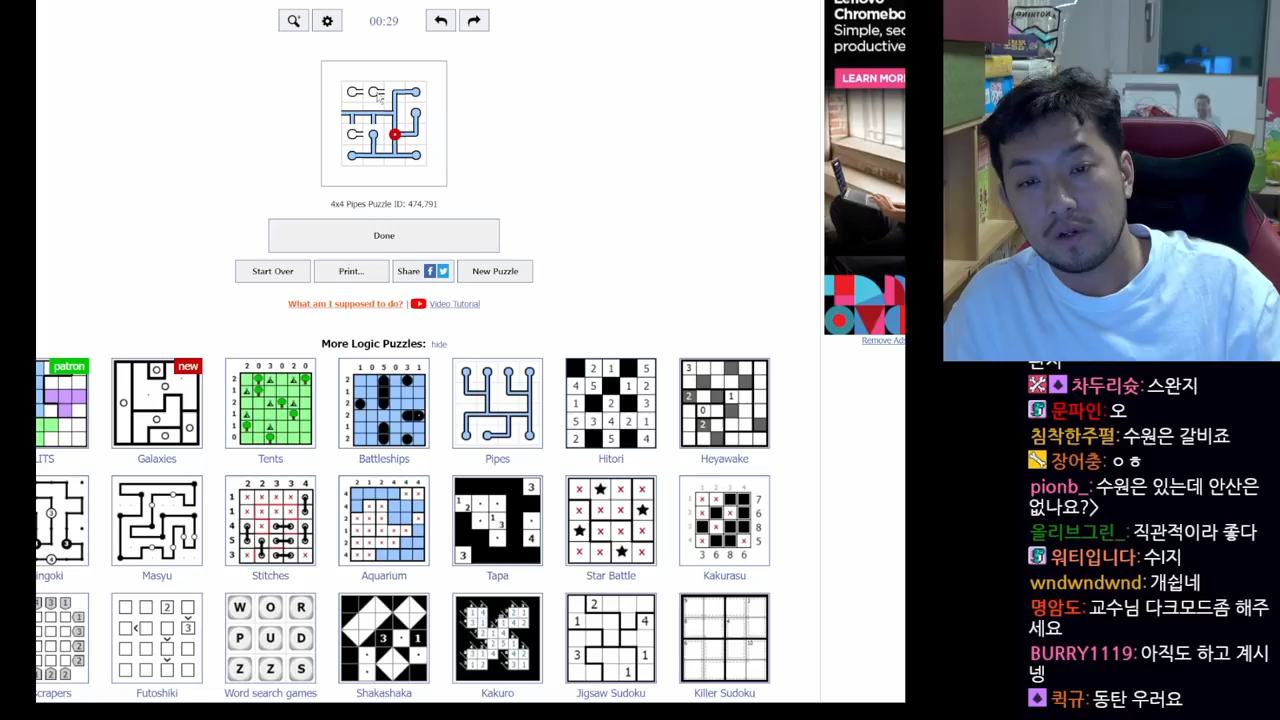 00:29
4x4 Pipes Puzzle ID: 474,791
Done
Start Over
Print...
Share
New Puzzle
What am I supposed to do? |
Video Tutorial
More Logic Puzzles: hide
patron
new
LITS
Galaxies
Tents
Battleships
Pipes
Hitori
Heyawake
ingoki
Masyu
Stitches
Aquarium
Tapa
Star Battle
Kakurasu
scrapers
Futoshiki
Word search games
Shakashaka
Kakuro
Jigsaw Sudoku
Killer Sudoku
W O R
P U D
Z Z S
Chromeboo
Simple, sec
productive
LEARN MOR
Remove Ads
NOTHING
차두리슛: 스완지
문파인: 오
침착한주펄: 수원은 갈비죠
장어충: ㅇㅎ
pionb_: 수원은 있는데 안산은
없나요?>
올리브그린_: 직관적이라 좋다
워티입니다: 수지
wndwndwnd: 개쉽네
명암도: 교수님 다크모드좀 해주
세요
BURRY1119: 아직도 하고 계시
넹
퀵규: 동탄 우러요